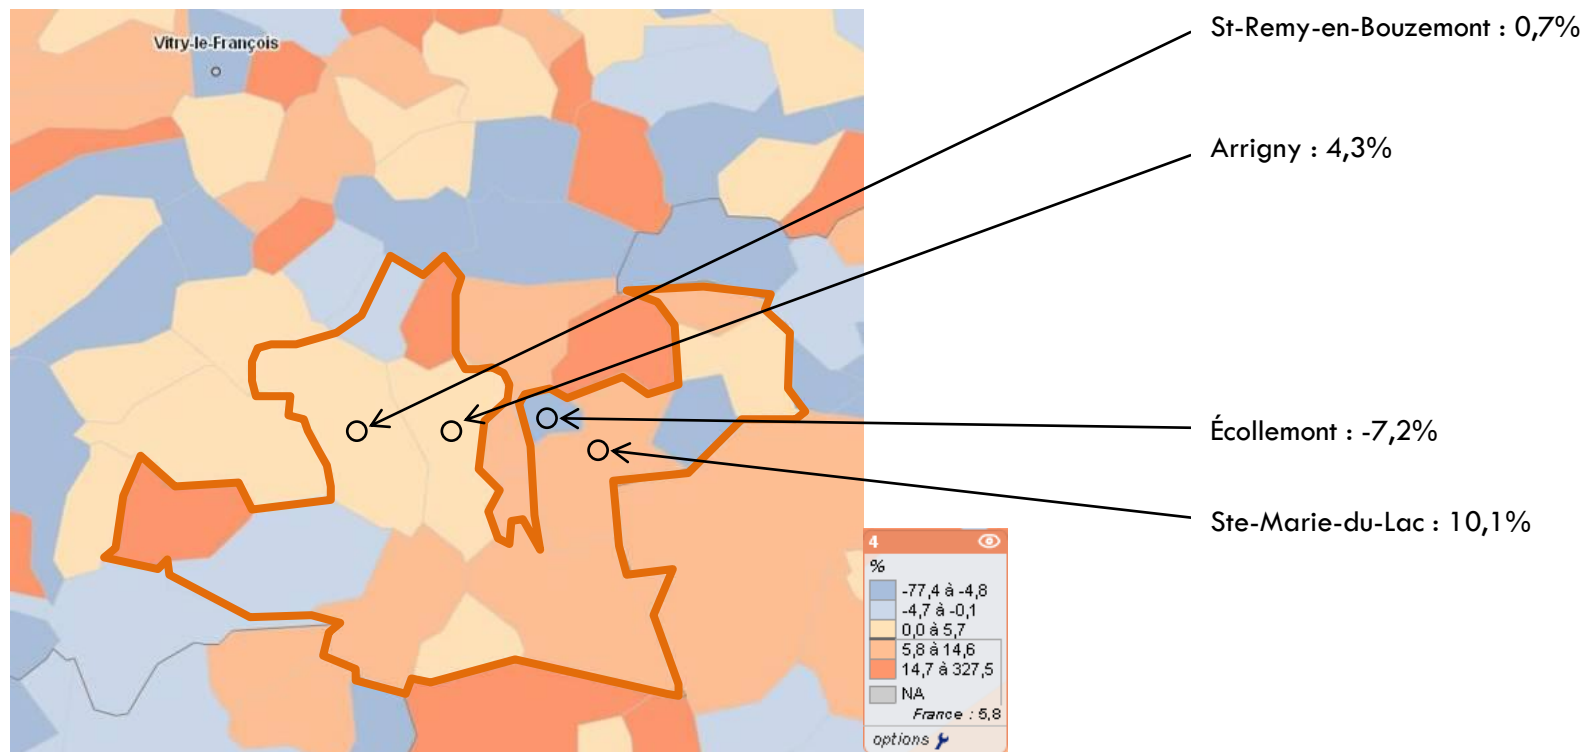 Vitry-le-François
St-Remy-en-Bouzemont : 0,7%
Arrigny : 4,3%
Écollemont : -7,2%
Ste-Marie-du-Lac : 10,1%
4
%
-77,4 à -4,8
-4,7 à -0,1
0,0 à 5,7
5,8 à 14,6
14,7 à 327,5
NA
France : 5,8
options